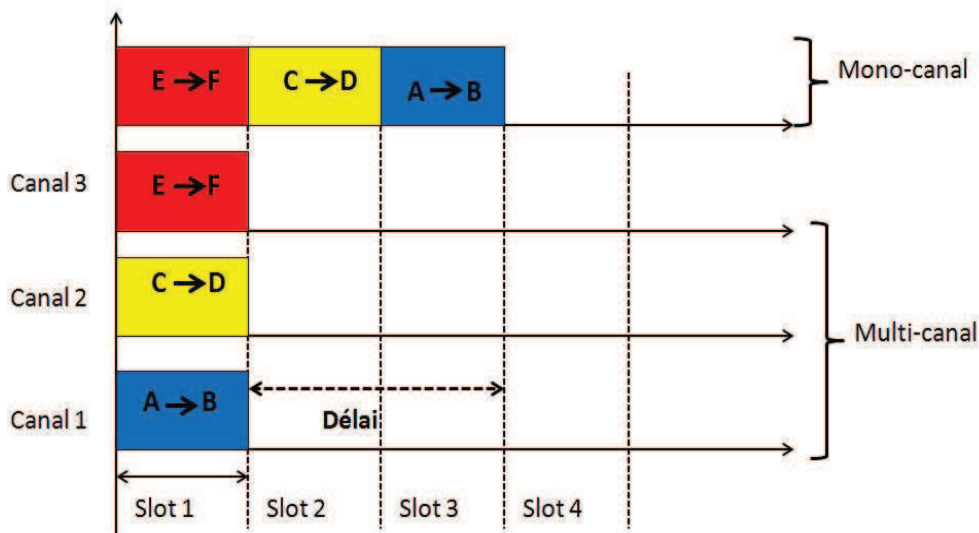 E → F
C → D
A → B
Mono-canal
Canal 3
E → F
Canal 2
C → D
Multi-canal
Canal 1
A → B
Délai
Slot 1
Slot 2
Slot 3
Slot 4